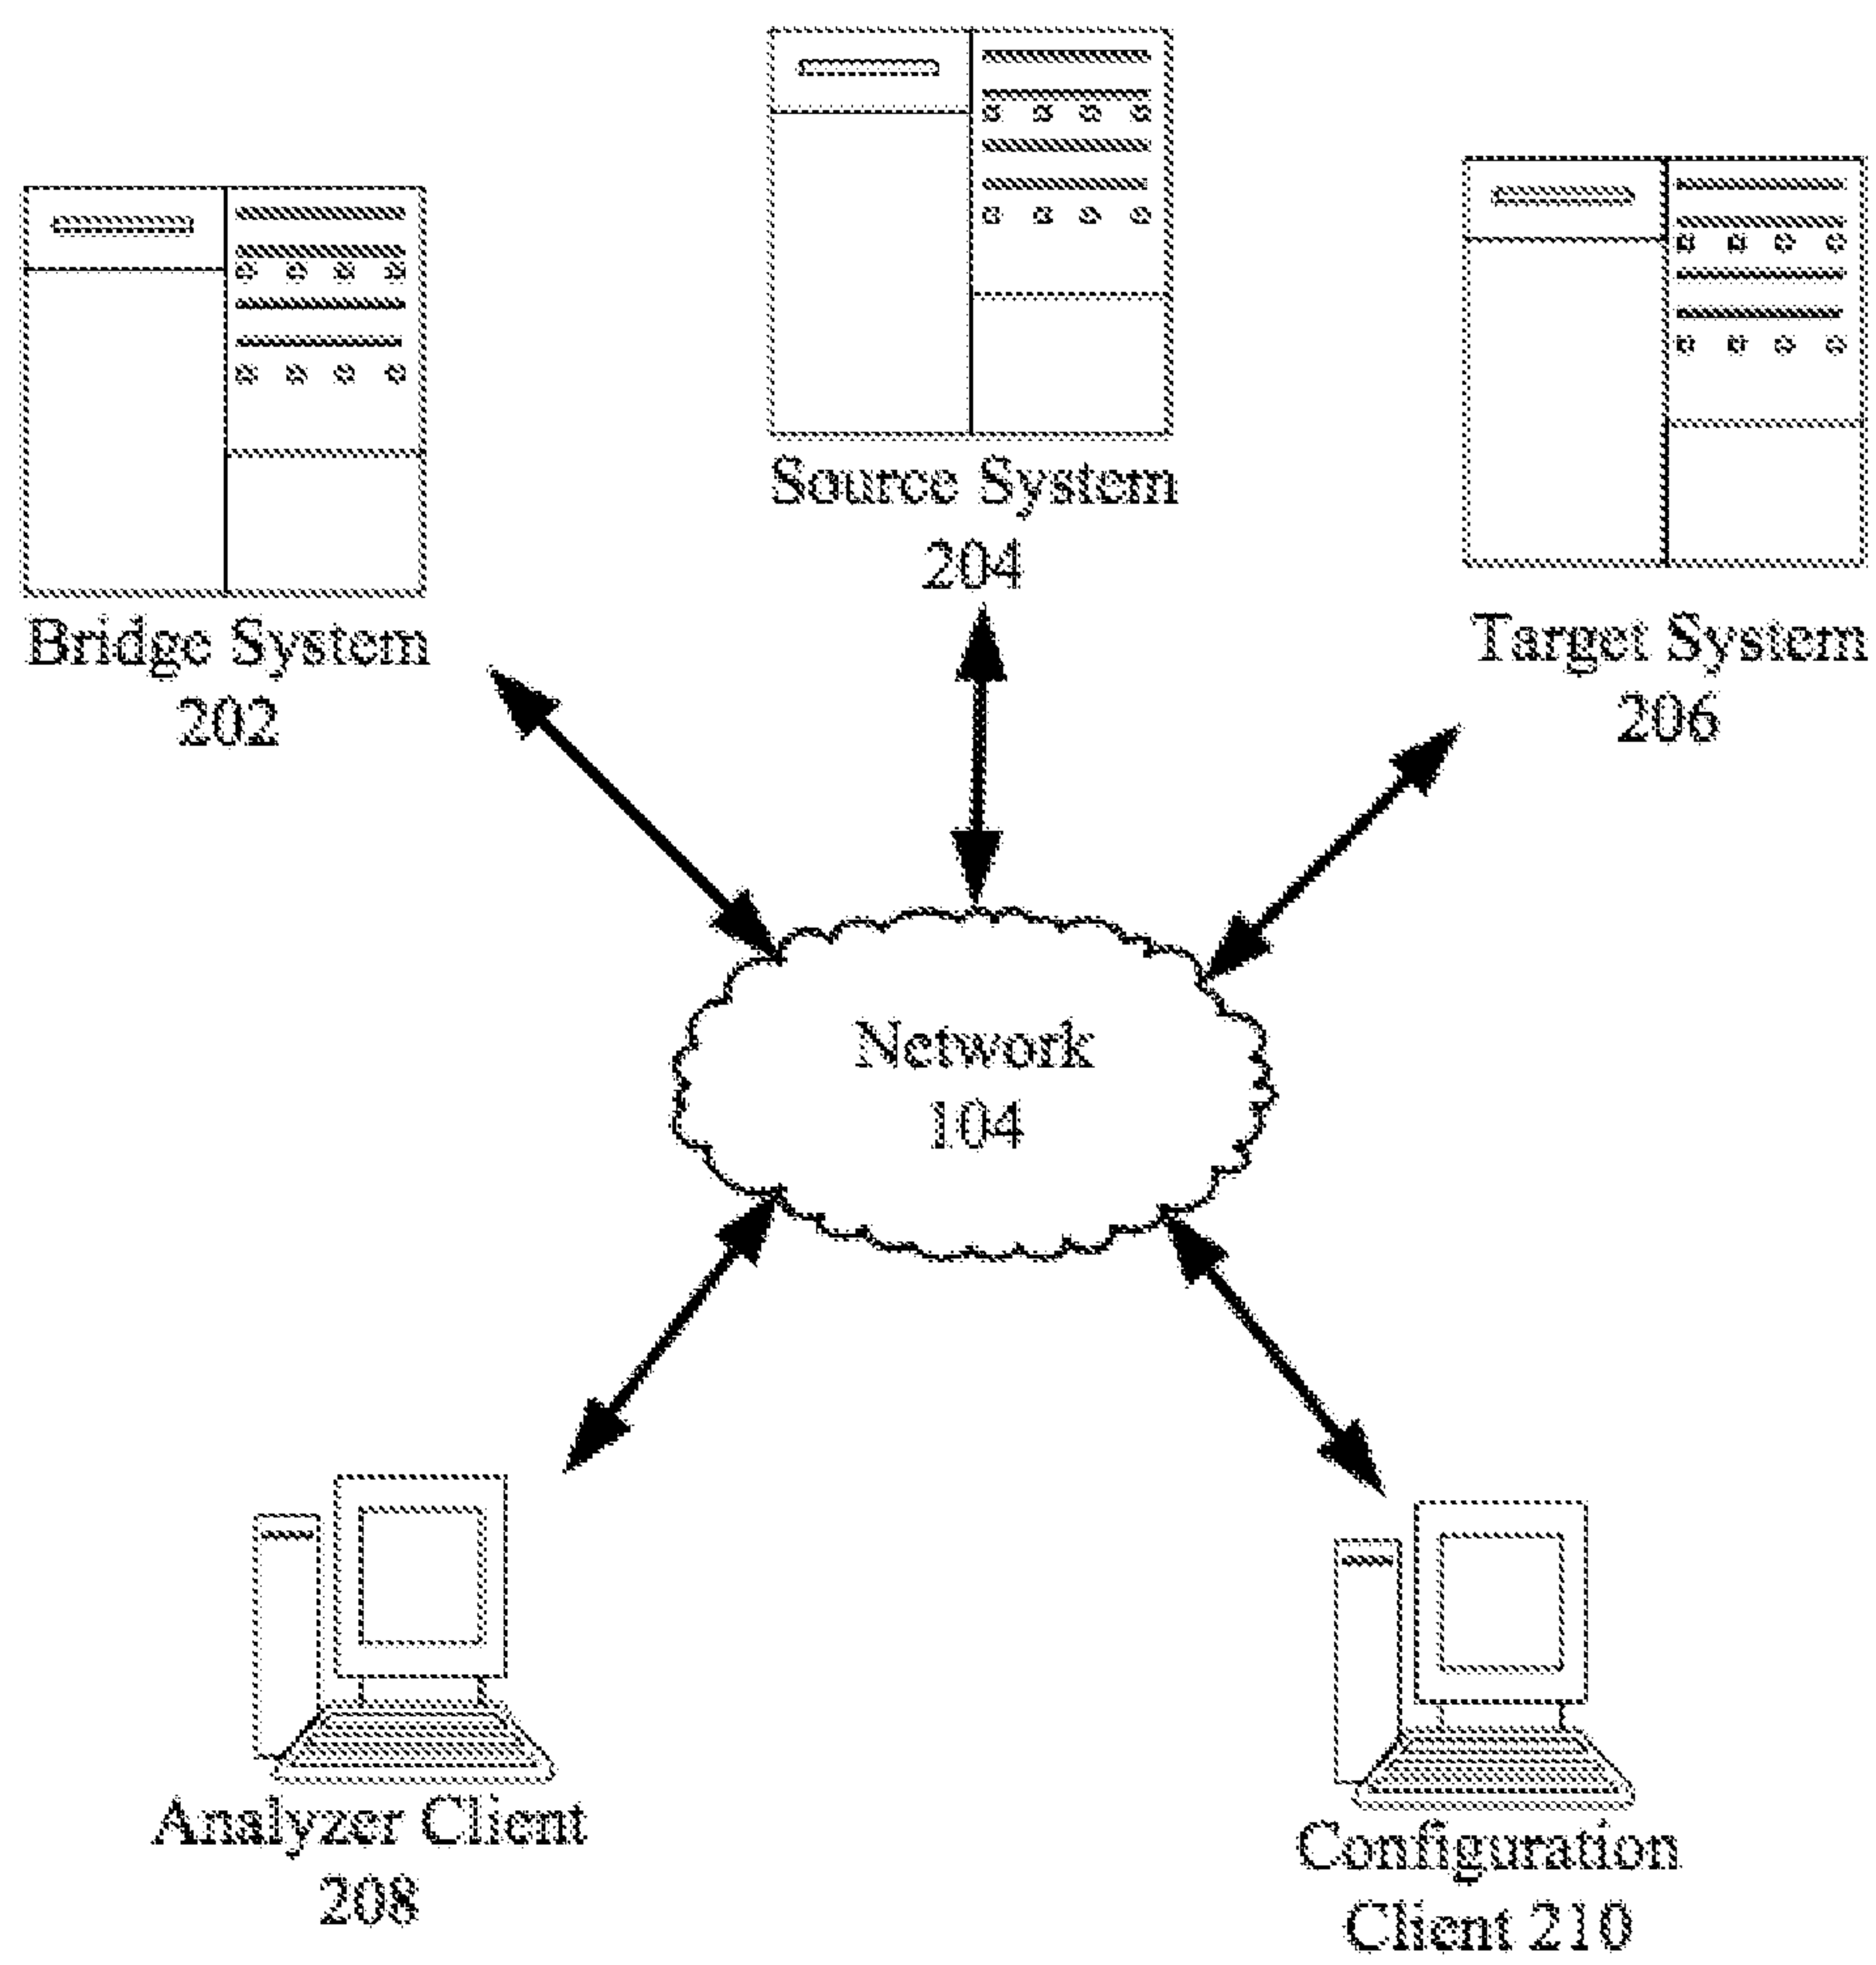 Source System
204
Bridge System
202
Target System
206
Network
104
Analyzer Client
208
Configuration
Client 210